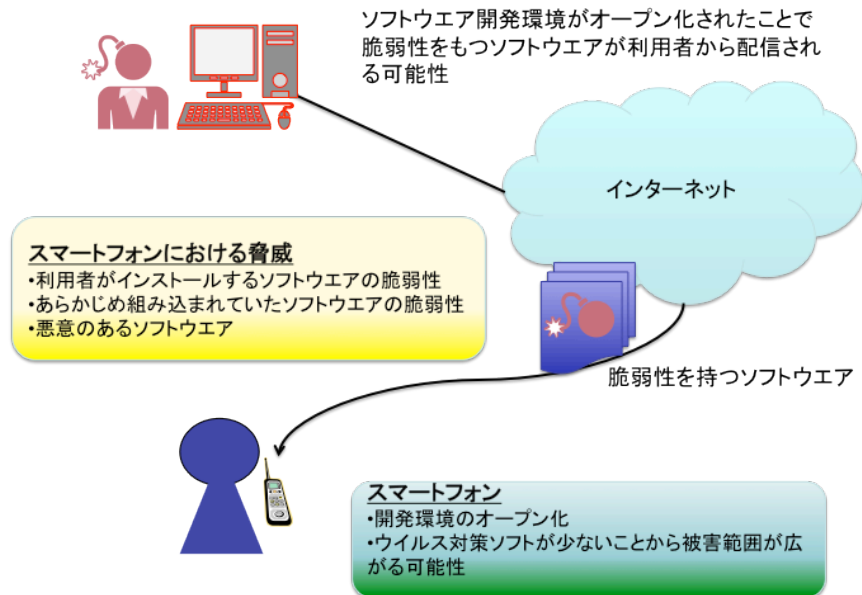 ソフトウエア開発環境がオープン化されたことで
脆弱性をもつソフトウエアが利用者から配信され
る可能性
インターネット
スマートフォンにおける脅威
•利用者がインストールするソフトウエアの脆弱性
•あらかじめ組み込まれていたソフトウエアの脆弱性
•悪意のあるソフトウエア
脆弱性を持つソフトウエア
スマートフォン
•開発環境のオープン化
•ウイルス対策ソフトが少ないことから被害範囲が広
がる可能性